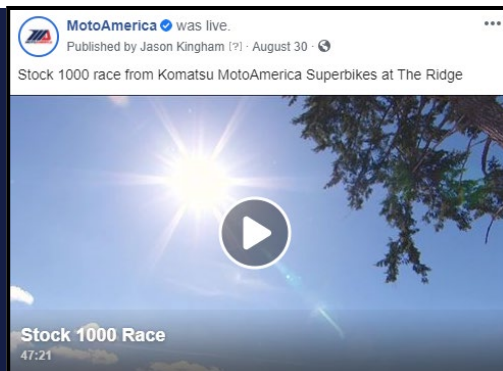 MotoAmerica was live.
Published by Jason Kingham [?] · August 30 ·
Stock 1000 race from Komatsu MotoAmerica Superbikes at The Ridge
Stock 1000 Race
47:21